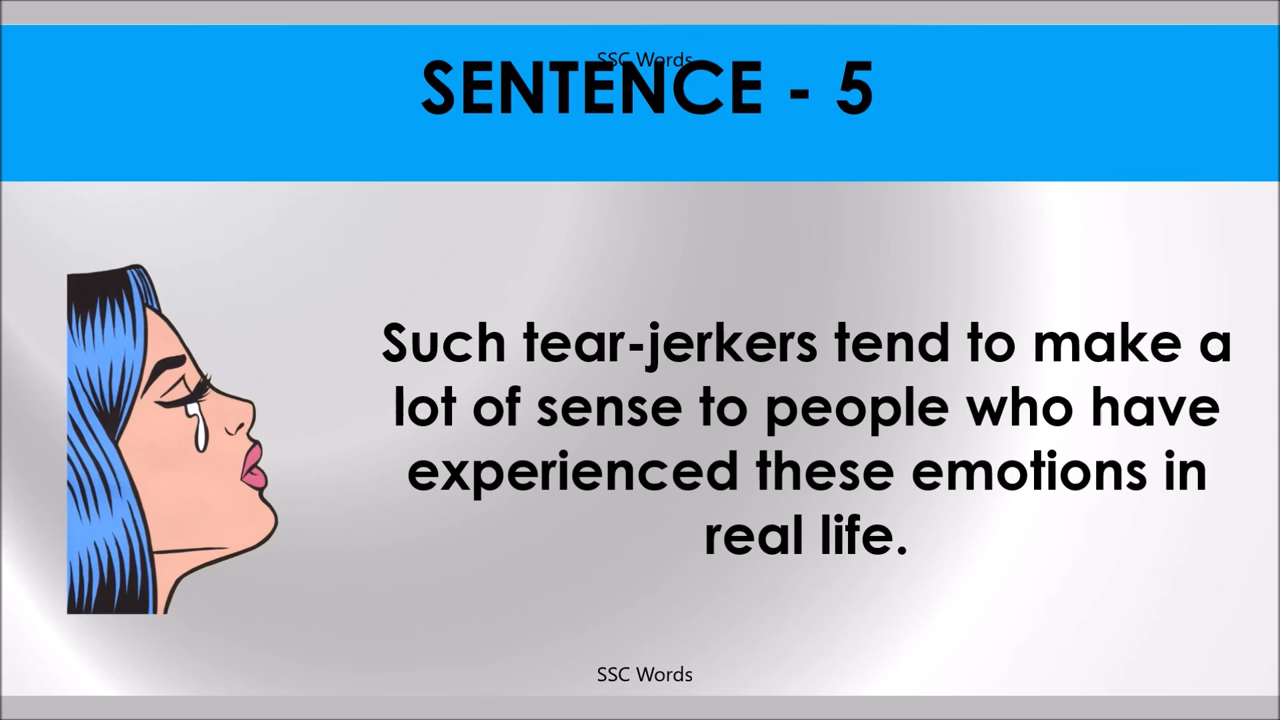 SSC Words
SENTENCE - 5
Such tear-jerkers tend to make a
lot of sense to people who have
experienced these emotions in
real life.
SSC Words